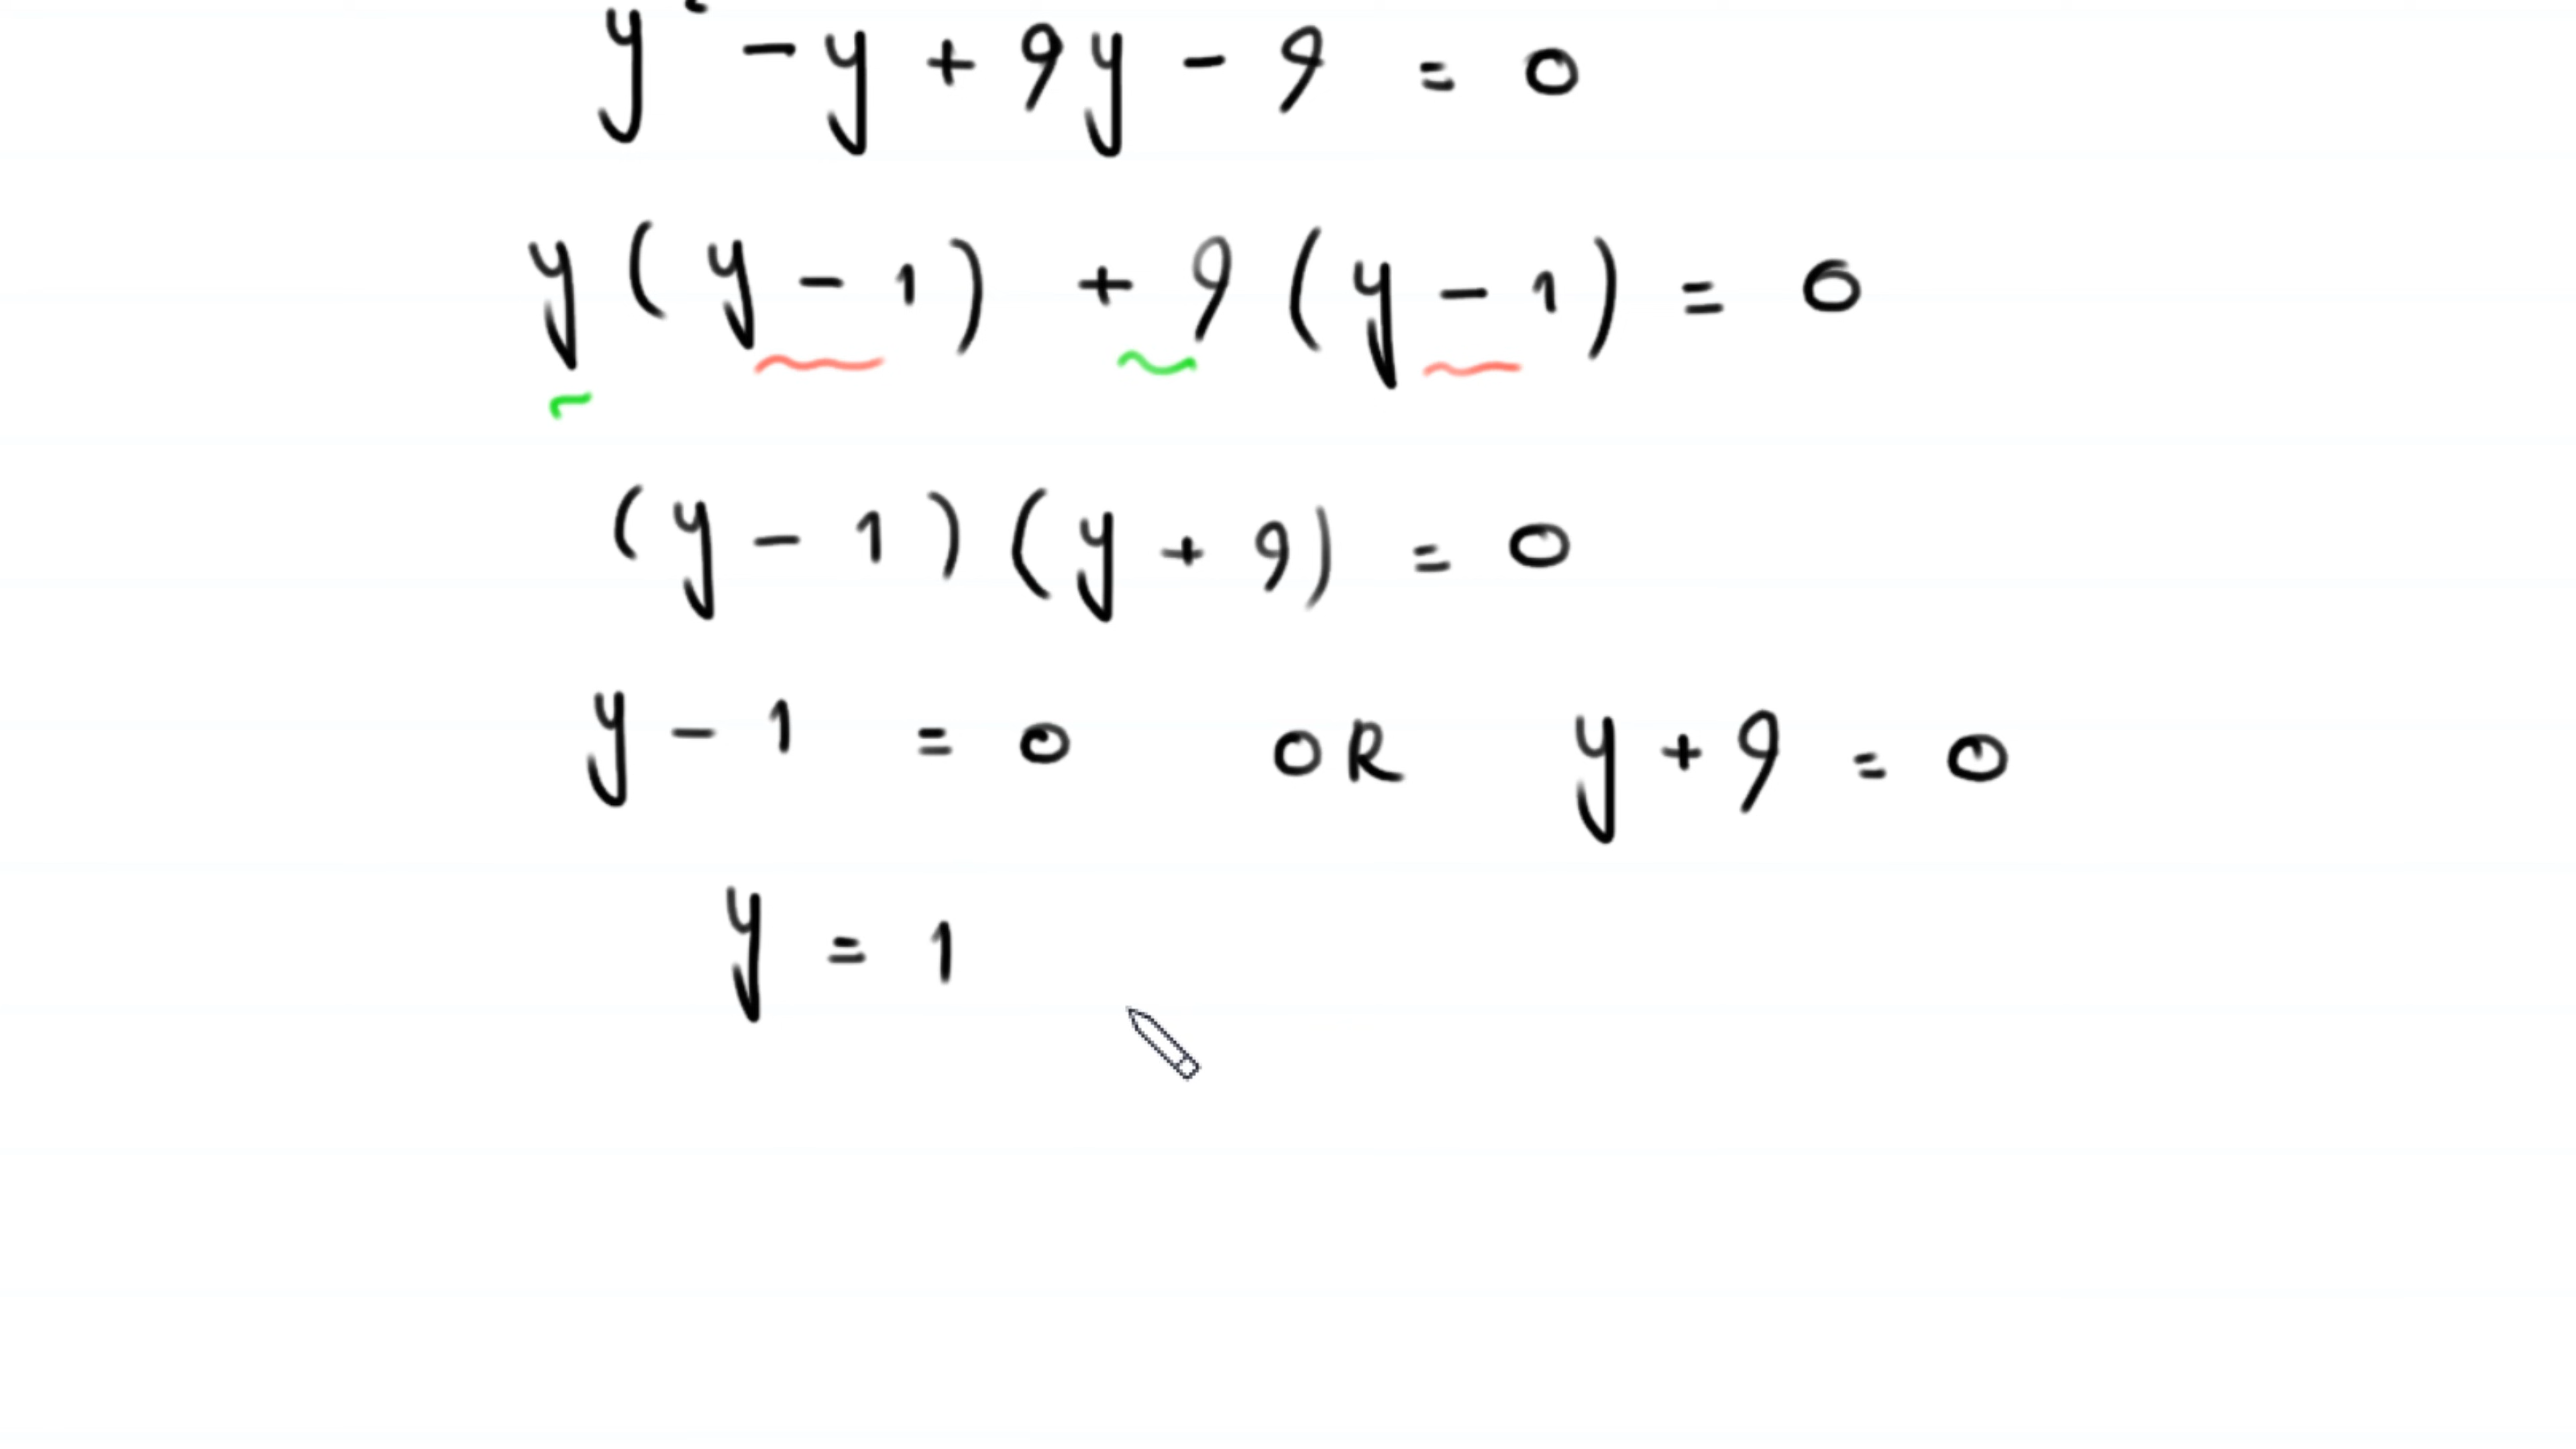 y² - y + 9y - 9 = 0
y(y - 1) + 9(y - 1) = 0
(y - 1)(y + 9) = 0
y - 1 = 0 OR y + 9 = 0
y = 1